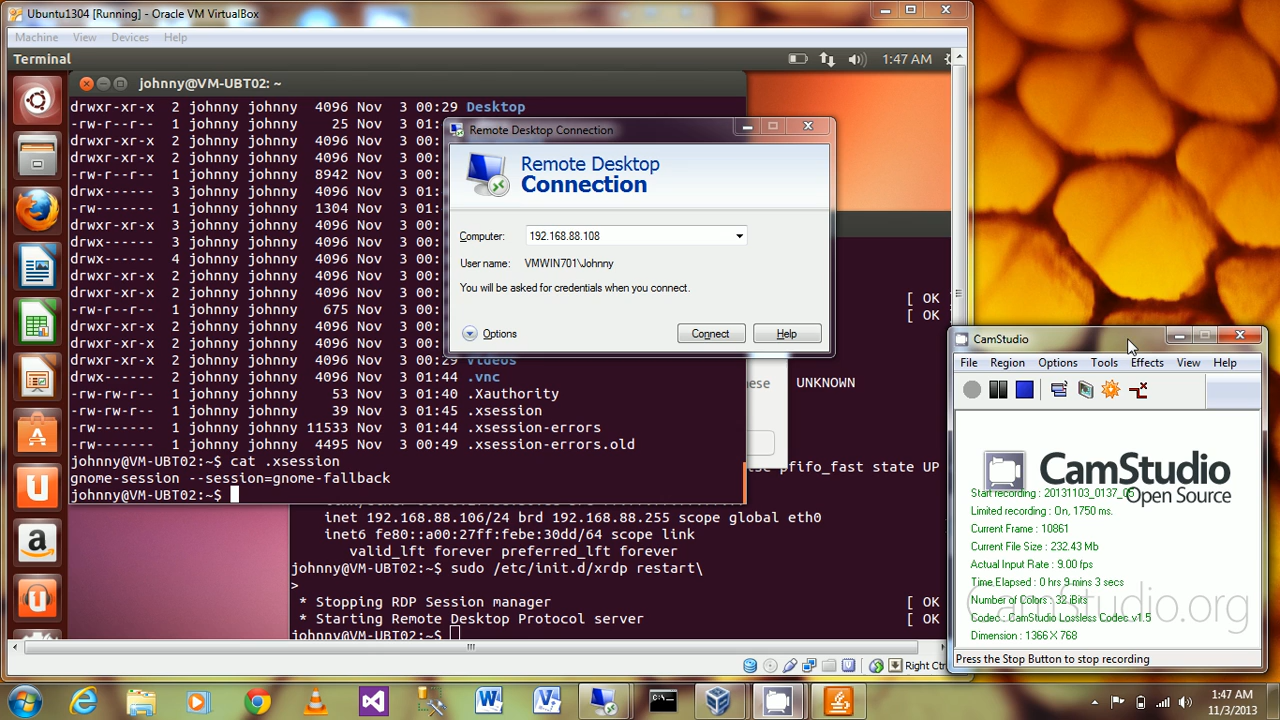 Ubuntu1304 [Running] - Oracle VM VirtualBox
Machine View Devices Help
Terminal
1:47 AM
johnny@VM-UBT02: ~
drwxr-xr-x 2 johnny johnny 4096 Nov 3 00:29 Desktop
-rw-r--r-- 1 johnny johnny 25 Nov 3 01:
drwxr-xr-x 2 johnny johnny 4096 Nov 3 00:
drwxr-xr-x 2 johnny johnny 4096 Nov 3 00:
-rw-r--r-- 1 johnny johnny 8942 Nov 3 00:
drwx------ 3 johnny johnny 4096 Nov 3 01:
-rw------- 1 johnny johnny 1304 Nov 3 01:
drwxr-xr-x 3 johnny johnny 4096 Nov 3 00:
drwx------ 3 johnny johnny 4096 Nov 3 00:
drwx------ 4 johnny johnny 4096 Nov 3 00:
drwxr-xr-x 2 johnny johnny 4096 Nov 3 00:
-rw-r--r-- 1 johnny johnny 675 Nov 3 00:
drwxr-xr-x 2 johnny johnny 4096 Nov 3 00:
drwxr-xr-x 2 johnny johnny 4096 Nov 3 00:
drwxr-xr-x 2 johnny johnny 4096 Nov 3 00:2 Videos
drwx------ 2 johnny johnny 4096 Nov 3 01:44 .vnc
-rw-rw-r-- 1 johnny johnny 53 Nov 3 01:40 .Xauthority
-rw-rw-r-- 1 johnny johnny 39 Nov 3 01:45 .xsession
-rw------- 1 johnny johnny 11533 Nov 3 01:44 .xsession-errors
-rw------- 1 johnny johnny 4495 Nov 3 00:49 .xsession-errors.old
johnny@VM-UBT02:~$ cat .xsession
gnome-session --session=gnome-fallback
johnny@VM-UBT02:~$
Remote Desktop Connection
Remote Desktop
Connection
Computer: 192.168.88.108
User name: VMWIN701\Johnny
You will be asked for credentials when you connect.
Options Connect Help
[ OK ]
[ OK ]
UNKNOWN
pfifo_fast state UP
inet 192.168.88.106/24 brd 192.168.88.255 scope global eth0
inet6 fe80::a00:27ff:febe:30dd/64 scope link
valid_lft forever preferred_lft forever
johnny@VM-UBT02:~$ sudo /etc/init.d/xrdp restart\
>
* Stopping RDP Session manager [ OK
* Starting Remote Desktop Protocol server [ OK
johnny@VM-UBT02:~$
Right Ctrl
CamStudio
File Region Options Tools Effects View Help
CamStudio
Open Source
Start recording : 20131103_0137_05
Limited recording : On, 1750 ms.
Current Frame : 10861
Current File Size : 232.43 Mb
Actual Input Rate : 9.00 fps
Time Elapsed : 0 hrs 9 mins 3 secs
Number of Colors : 32 iBits
Codec : CamStudio Lossless Codec v1.5
Dimension : 1366 X 768
CamStudio.org
Press the Stop Button to stop recording
1:47 AM
11/3/2013